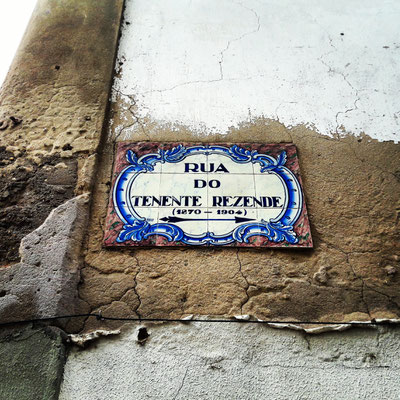 RUA
DO
TENENTE REZENDE
(1870 – 1904)